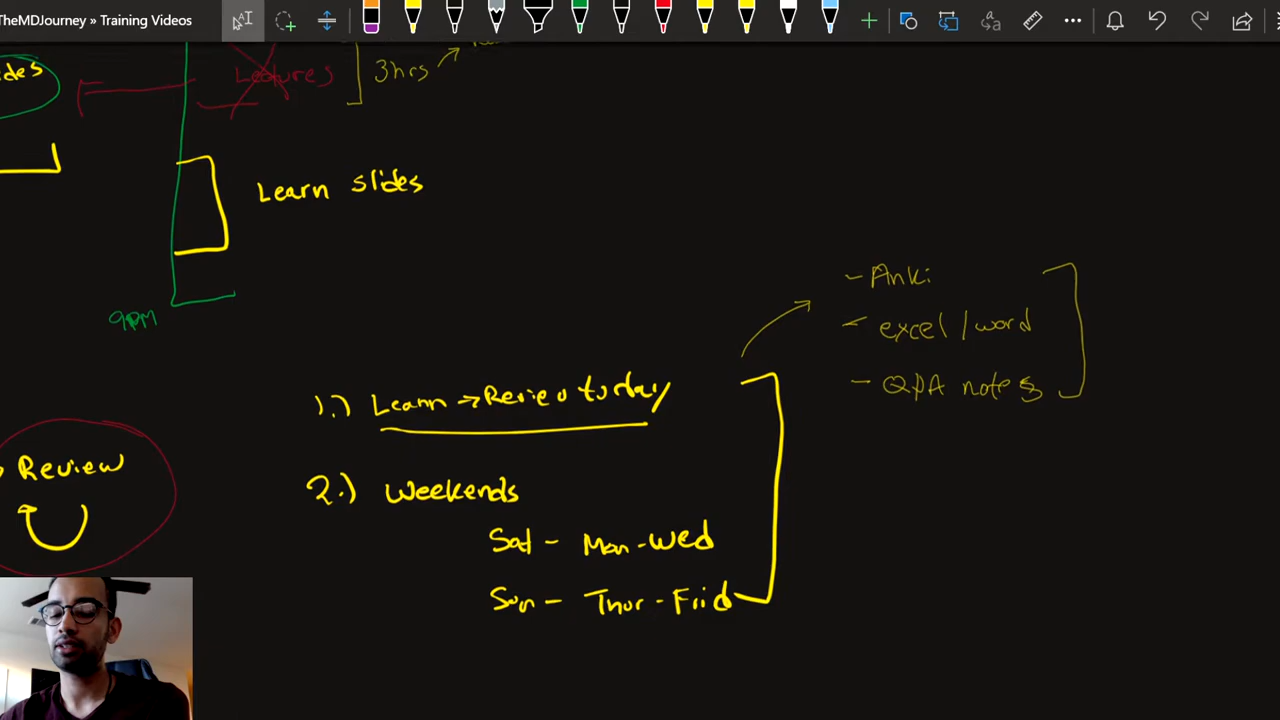 TheMDJourney » Training Videos
des
Lectures
3hrs
Learn slides
9PM
- Anki
- excel/word
- Q+A notes
1.) Learn → Review today
2.) Weekends
Sat - Mon-Wed
Sun - Thur-Frid
Review